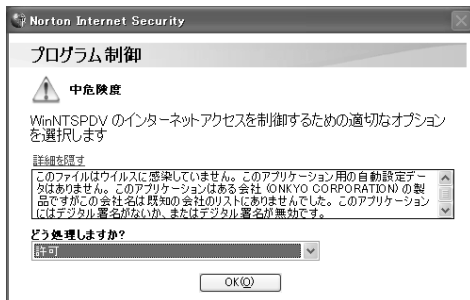 Norton Internet Security
プログラム制御
中危険度
WinNTSPDV のインターネットアクセスを制御するための適切なオプション
を選択します
詳細を隠す
このファイルはウイルスに感染していません。このアプリケーション用の自動設定デー
タはありません。このアプリケーションはある会社 (ONKYO CORPORATION) の製
品ですがこの会社名は既知の会社のリストにありませんでした。このアプリケーション
にはデジタル署名がないか、またはデジタル署名が無効です。
どう処理しますか?
許可
OK(O)